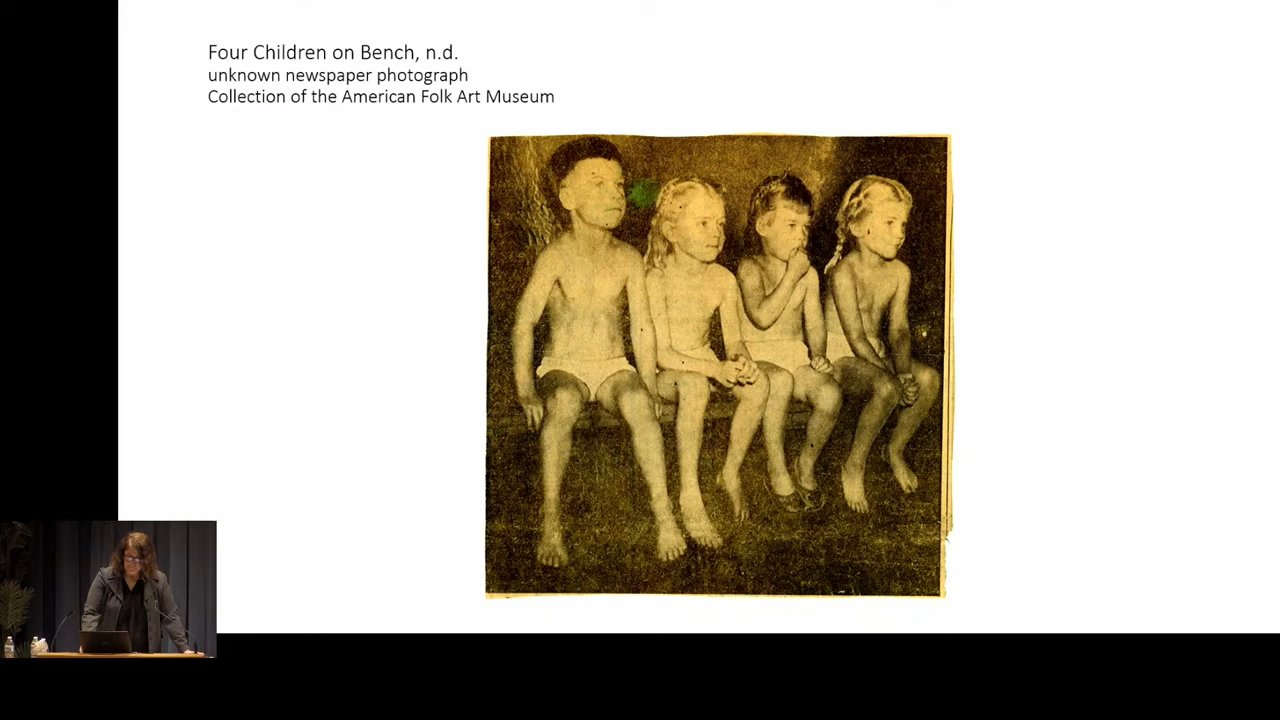 Four Children on Bench, n.d.
unknown newspaper photograph
Collection of the American Folk Art Museum